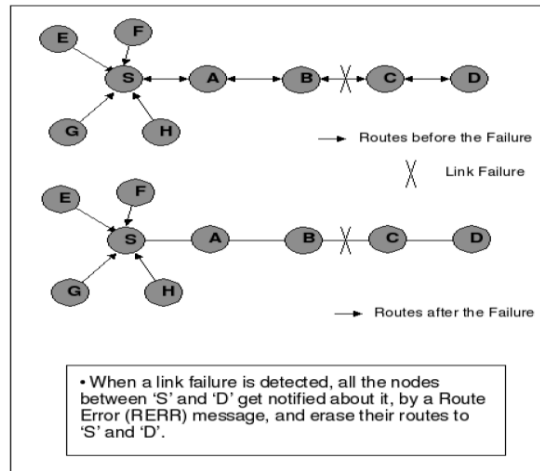 E F
S A B C D
G H
Routes before the Failure
Link Failure
E F
S A B C D
G H
Routes after the Failure
• When a link failure is detected, all the nodes
between ‘S’ and ‘D’ get notified about it, by a Route
Error (RERR) message, and erase their routes to
‘S’ and ‘D’.